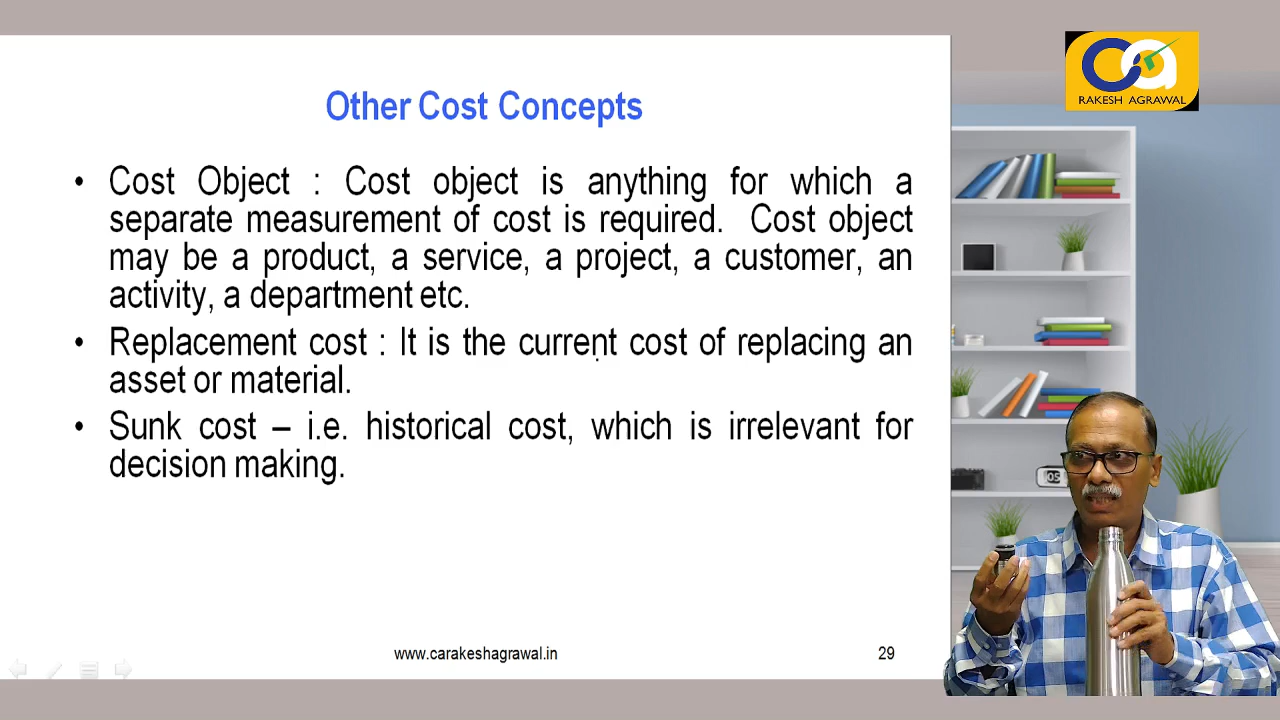 RAKESH AGRAWAL
Other Cost Concepts
• Cost Object : Cost object is anything for which a
separate measurement of cost is required. Cost object
may be a product, a service, a project, a customer, an
activity, a department etc.
• Replacement cost : It is the current cost of replacing an
asset or material.
• Sunk cost – i.e. historical cost, which is irrelevant for
decision making.
www.carakeshagrawal.in
29